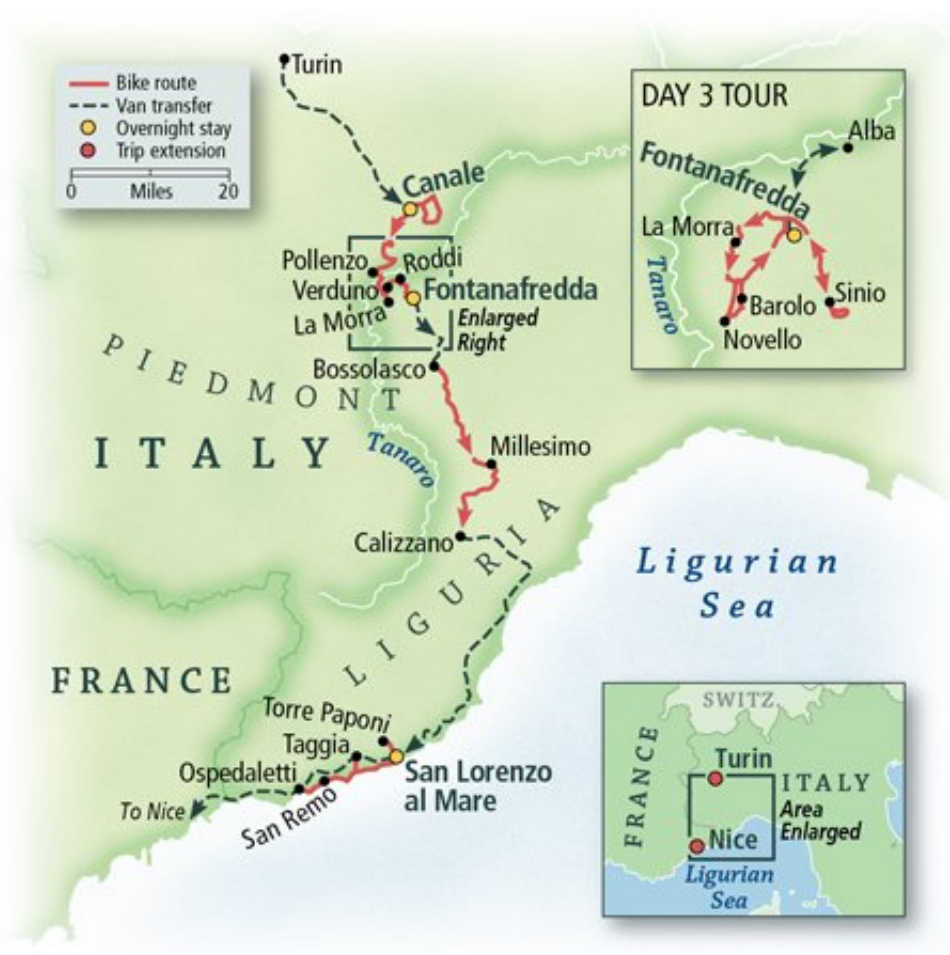 Turin
Bike route
Van transfer
Overnight stay
Trip extension
0 Miles 20
Canale
Pollenzo
Roddi
Verduno
Fontanafredda
La Morra
Enlarged
Right
Bossolasco
PIEDMONT
ITALY
Tanaro
Millesimo
Calizzano
LIGURIA
Ligurian
Sea
FRANCE
Torre Paponi
Taggia
Ospedaletti
San Lorenzo
al Mare
To Nice
San Remo
DAY 3 TOUR
Alba
Fontanafredda
La Morra
Tanaro
Barolo
Sinio
Novello
SWITZ
FRANCE
Turin
ITALY
Area
Enlarged
Nice
Ligurian
Sea